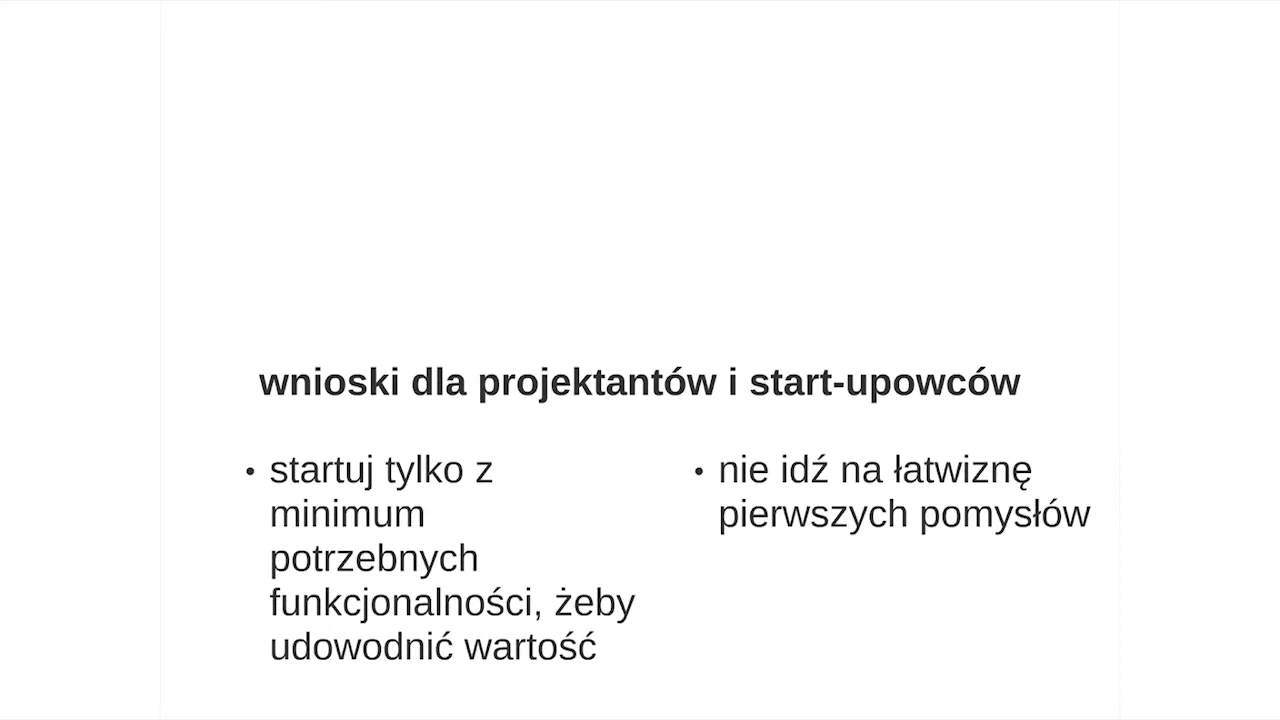 wnioski dla projektantów i start-upowców
• startuj tylko z
minimum
potrzebnych
funkcjonalności, żeby
udowodnić wartość
• nie idź na łatwiznę
pierwszych pomysłów